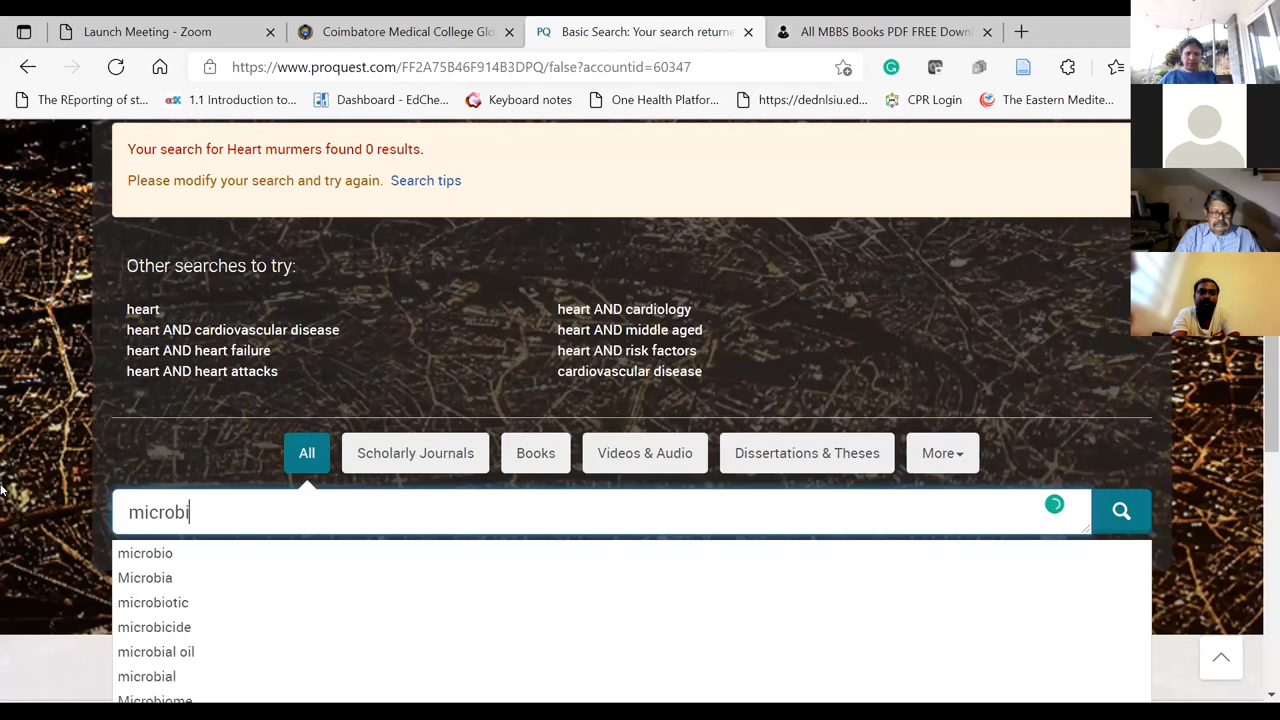 Launch Meeting - Zoom
Coimbatore Medical College Glo
PQ
Basic Search: Your search returne
All MBBS Books PDF FREE Down
https://www.proquest.com/FF2A75B46F914B3DPQ/false?accountid=60347
The REporting of st...
1.1 Introduction to...
Dashboard - EdChe...
Keyboard notes
One Health Platfor...
https://dednlsiu.ed...
CPR Login
The Eastern Medite...
Your search for Heart murmers found 0 results.
Please modify your search and try again. Search tips
Other searches to try:
heart
heart AND cardiology
heart AND cardiovascular disease
heart AND middle aged
heart AND heart failure
heart AND risk factors
heart AND heart attacks
cardiovascular disease
All
Scholarly Journals
Books
Videos & Audio
Dissertations & Theses
More
microbi
microbio
Microbia
microbiotic
microbicide
microbial oil
microbial
Microbiome